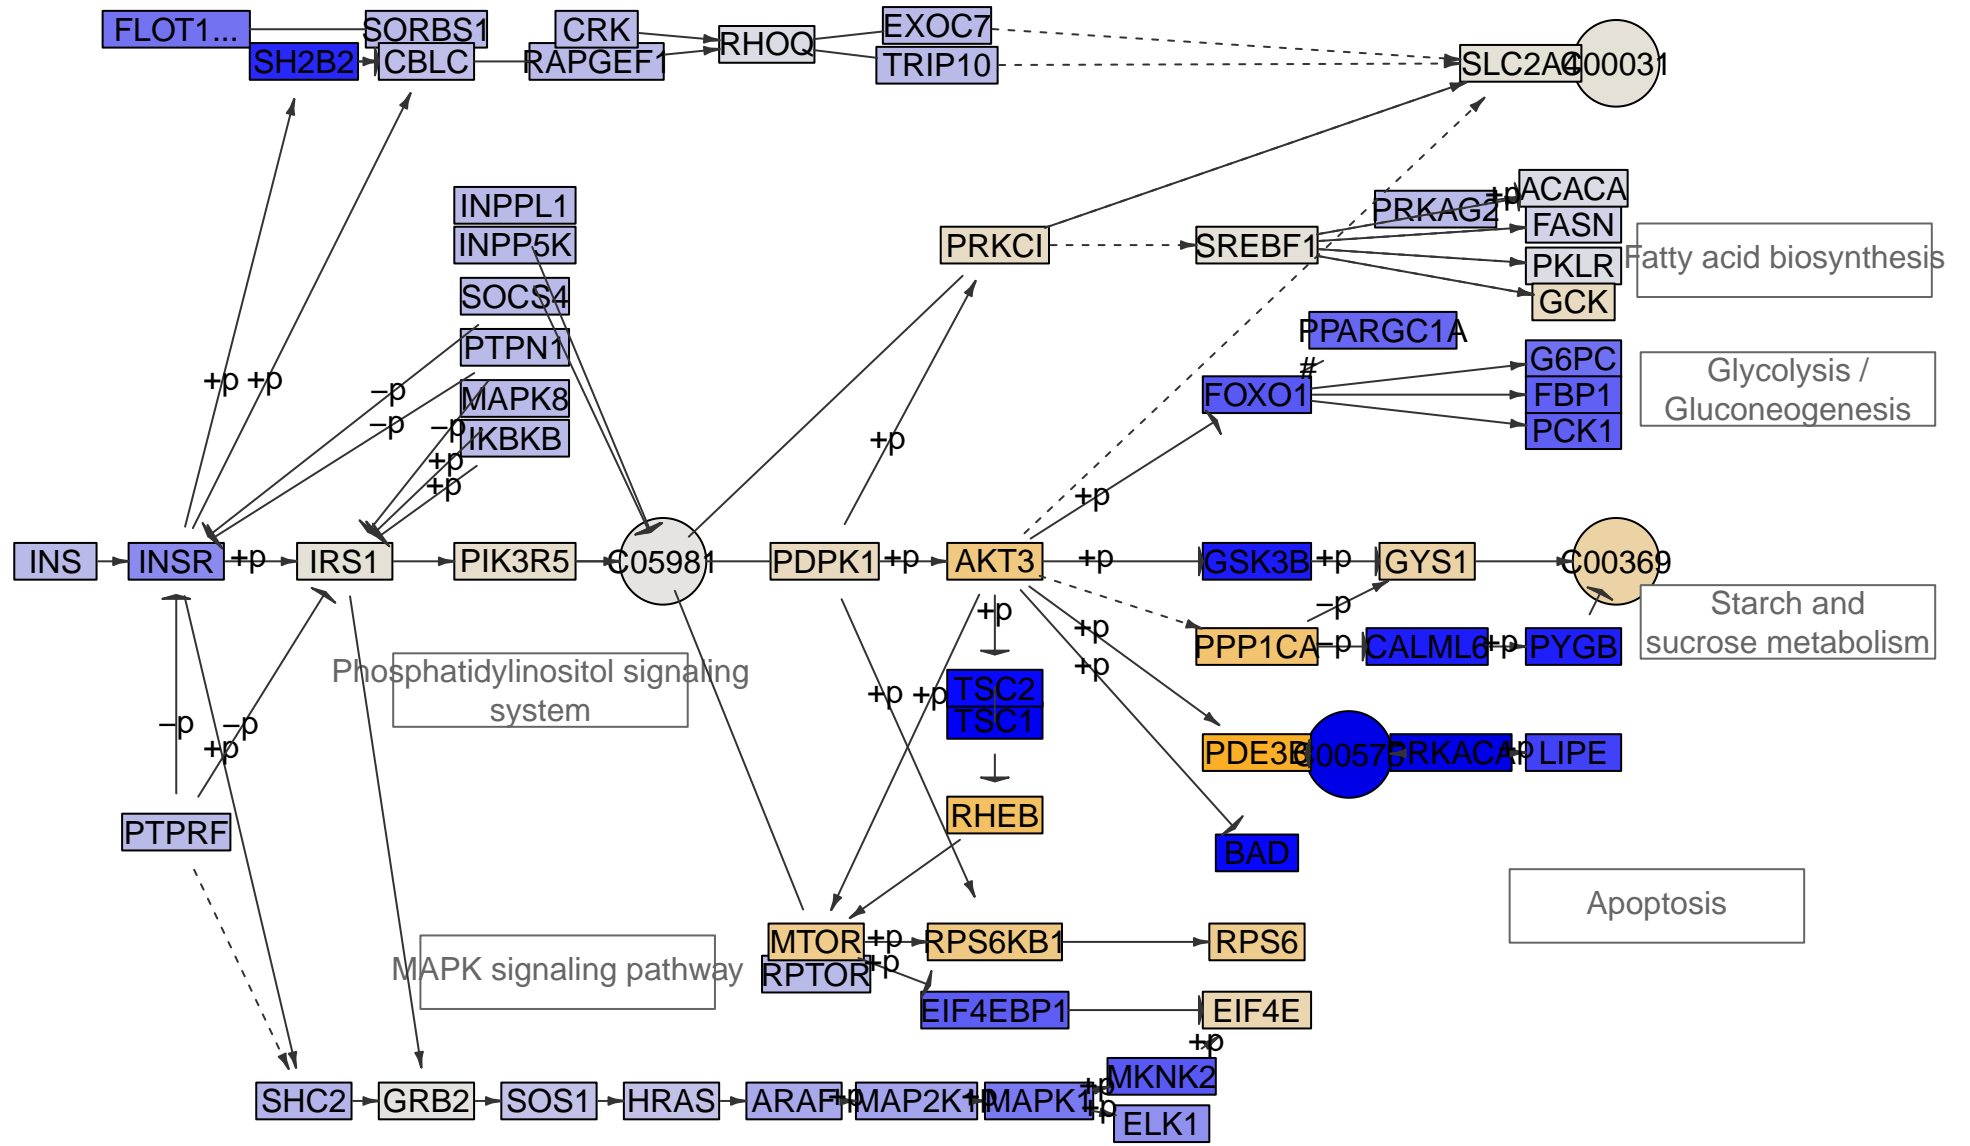 FLOT1...
SORBS1
CRK
EXOC7
SH2B2
CBLC
RAPGEF1
RHOQ
TRIP10
SLC2A4
C00031
INPPL1
INPP5K
SOCS4
PTPN1
MAPK8
IKBKB
PRKCI
SREBF1
PRKAG2
+p
ACACA
FASN
PKLR
GCK
Fatty acid biosynthesis
PPARGC1A
#
FOXO1
G6PC
FBP1
PCK1
Glycolysis /
Gluconeogenesis
+p
+p
–p
–p
–p
+p
+p
+p
+p
INS
INSR
+p
IRS1
PIK3R5
C05981
PDPK1
+p
AKT3
+p
GSK3B
+p
GYS1
C00369
–p
+p
+p
+p
PPP1CA
–p
CALML6
+p
PYGB
Starch and
sucrose metabolism
Phosphatidylinositol signaling
system
+p
+p
TSC2
TSC1
–p
+p
–p
PDE3B
C00575
PRKACA
+p
LIPE
PTPRF
RHEB
BAD
Apoptosis
MAPK signaling pathway
MTOR
RPTOR
+p
+p
RPS6KB1
RPS6
EIF4EBP1
EIF4E
+p
SHC2
GRB2
SOS1
HRAS
ARAF
+p
MAP2K1
+p
MAPK1
+p
+p
MKNK2
ELK1